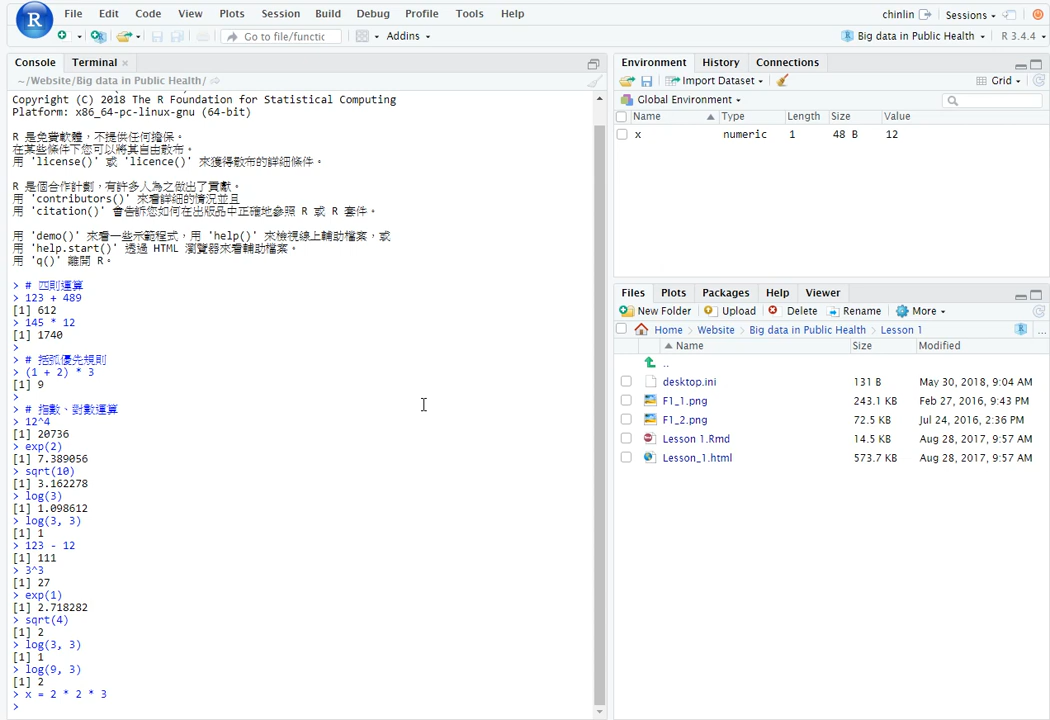 R
File Edit Code View Plots Session Build Debug Profile Tools Help
chinlin Sessions
Go to file/functic Addins
Big data in Public Health R 3.4.4
Console Terminal
~/Website/Big data in Public Health/
Copyright (C) 2018 The R Foundation for Statistical Computing
Platform: x86_64-pc-linux-gnu (64-bit)
R 是免費軟體，不提供任何擔保。
在某些條件下您可以將其自由散布。
用 'license()' 或 'licence()' 來獲得散布的詳細條件。
R 是個合作計劃，有許多人為之做出了貢獻。
用 'contributors()' 來看詳細的情況並且
用 'citation()' 會告訴您如何在出版品中正確地參照 R 或 R 套件。
用 'demo()' 來看一些示範程式，用 'help()' 來檢視線上輔助檔案，或
用 'help.start()' 透過 HTML 瀏覽器來看輔助檔案。
用 'q()' 離開 R。
> # 四則運算
> 123 + 489
[1] 612
> 145 * 12
[1] 1740
>
> # 括弧優先規則
> (1 + 2) * 3
[1] 9
>
> # 指數、對數運算
> 12^4
[1] 20736
> exp(2)
[1] 7.389056
> sqrt(10)
[1] 3.162278
> log(3)
[1] 1.098612
> log(3, 3)
[1] 1
> 123 - 12
[1] 111
> 3^3
[1] 27
> exp(1)
[1] 2.718282
> sqrt(4)
[1] 2
> log(3, 3)
[1] 1
> log(9, 3)
[1] 2
> x = 2 * 2 * 3
>
Environment History Connections
Import Dataset Grid
Global Environment
Name Type Length Size Value
x numeric 1 48 B 12
Files Plots Packages Help Viewer
New Folder Upload Delete Rename More
Home Website Big data in Public Health Lesson 1 ...
Name Size Modified
..
desktop.ini 131 B May 30, 2018, 9:04 AM
F1_1.png 243.1 KB Feb 27, 2016, 9:43 PM
F1_2.png 72.5 KB Jul 24, 2016, 2:36 PM
Lesson 1.Rmd 14.5 KB Aug 28, 2017, 9:57 AM
Lesson_1.html 573.7 KB Aug 28, 2017, 9:57 AM